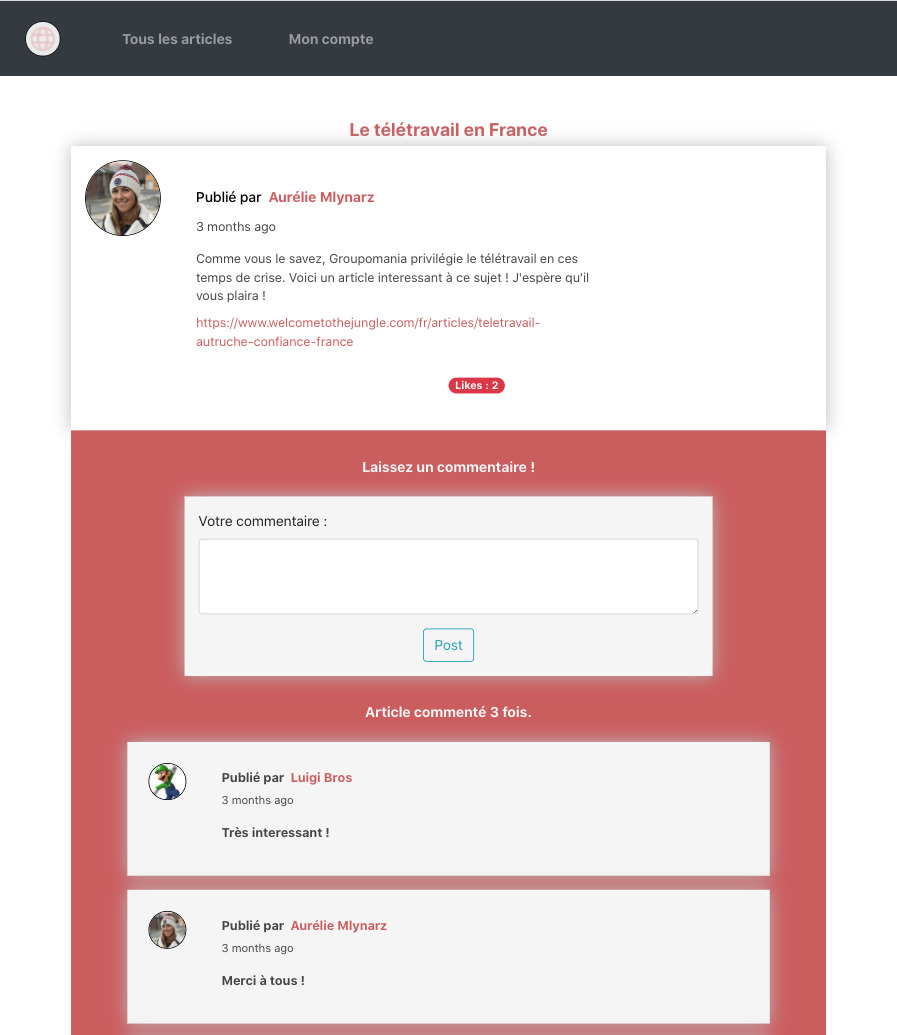 Tous les articles
Mon compte
Le télétravail en France
Publié par Aurélie Mlynarz
3 months ago
Comme vous le savez, Groupomania privilégie le télétravail en ces
temps de crise. Voici un article interessant à ce sujet ! J'espère qu'il
vous plaira !
https://www.welcometothejungle.com/fr/articles/teletravail-
autruche-confiance-france
Likes : 2
Laissez un commentaire !
Votre commentaire :
Post
Article commenté 3 fois.
Publié par Luigi Bros
3 months ago
Très interessant !
Publié par Aurélie Mlynarz
3 months ago
Merci à tous !